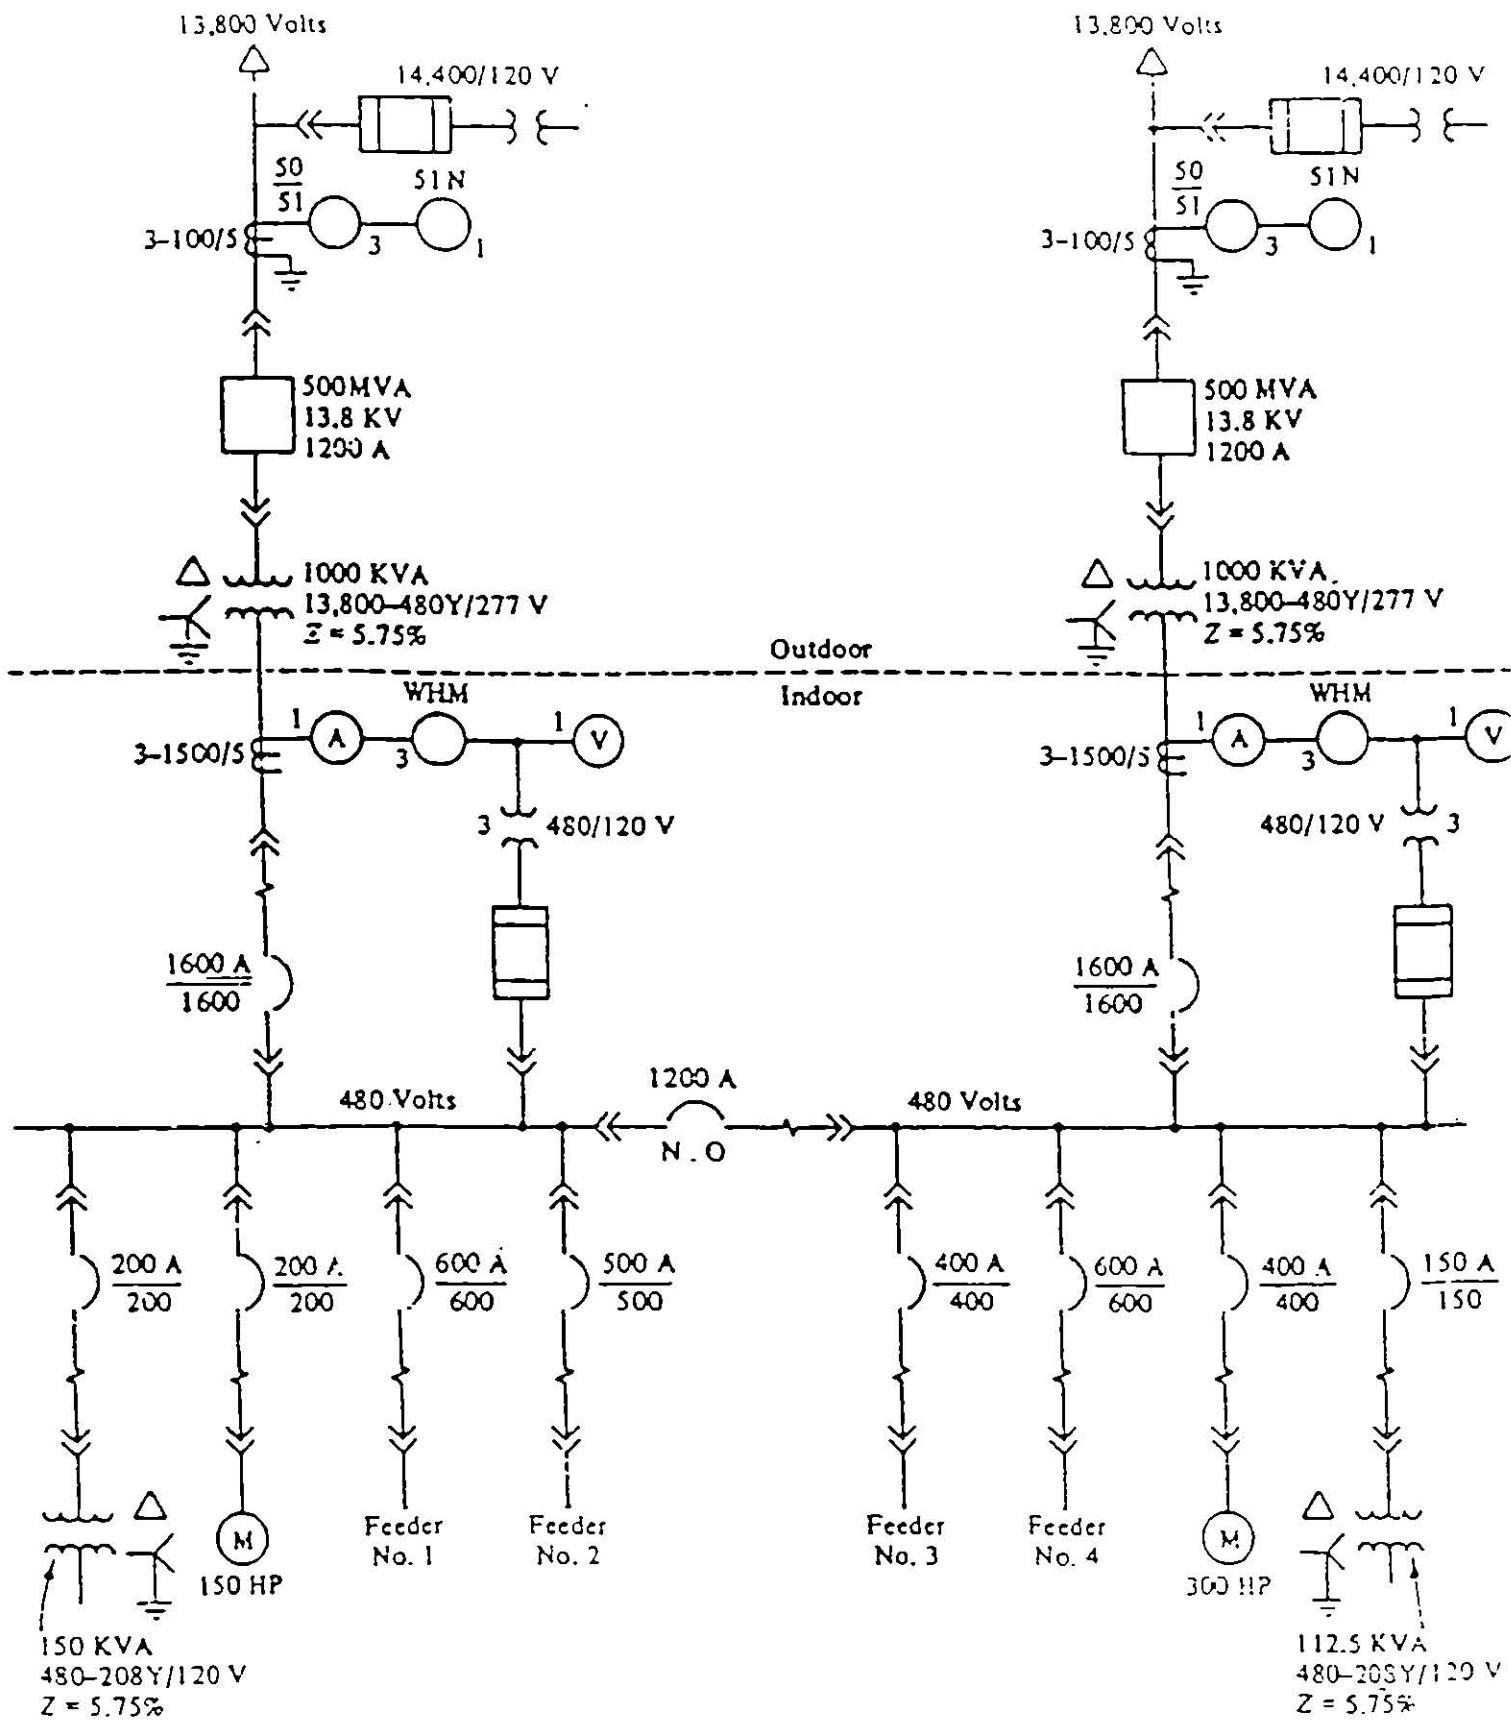 13,800 Volts
13,800 Volts
14,400/120 V
14,400/120 V
50
51
51N
50
51
51N
3-100/5
3
1
3-100/5
3
1
500MVA
13.8 KV
1200 A
500 MVA
13.8 KV
1200 A
1000 KVA
13,800-480Y/277 V
Z = 5.75%
1000 KVA
13,800-480Y/277 V
Z = 5.75%
Outdoor
Indoor
WHM
WHM
1
A
3
V
1
A
3
1
V
3-1500/5
3-1500/5
3
480/120 V
480/120 V
3
1600 A
1600
1600 A
1600
1200 A
480 Volts
480 Volts
N.O
200 A
200
200 A
200
600 A
600
500 A
500
400 A
400
600 A
600
400 A
400
150 A
150
M
150 HP
Feeder
No. 1
Feeder
No. 2
Feeder
No. 3
Feeder
No. 4
M
300 HP
150 KVA
480-208Y/120 V
Z = 5.75%
112.5 KVA
480-208Y/120 V
Z = 5.75%